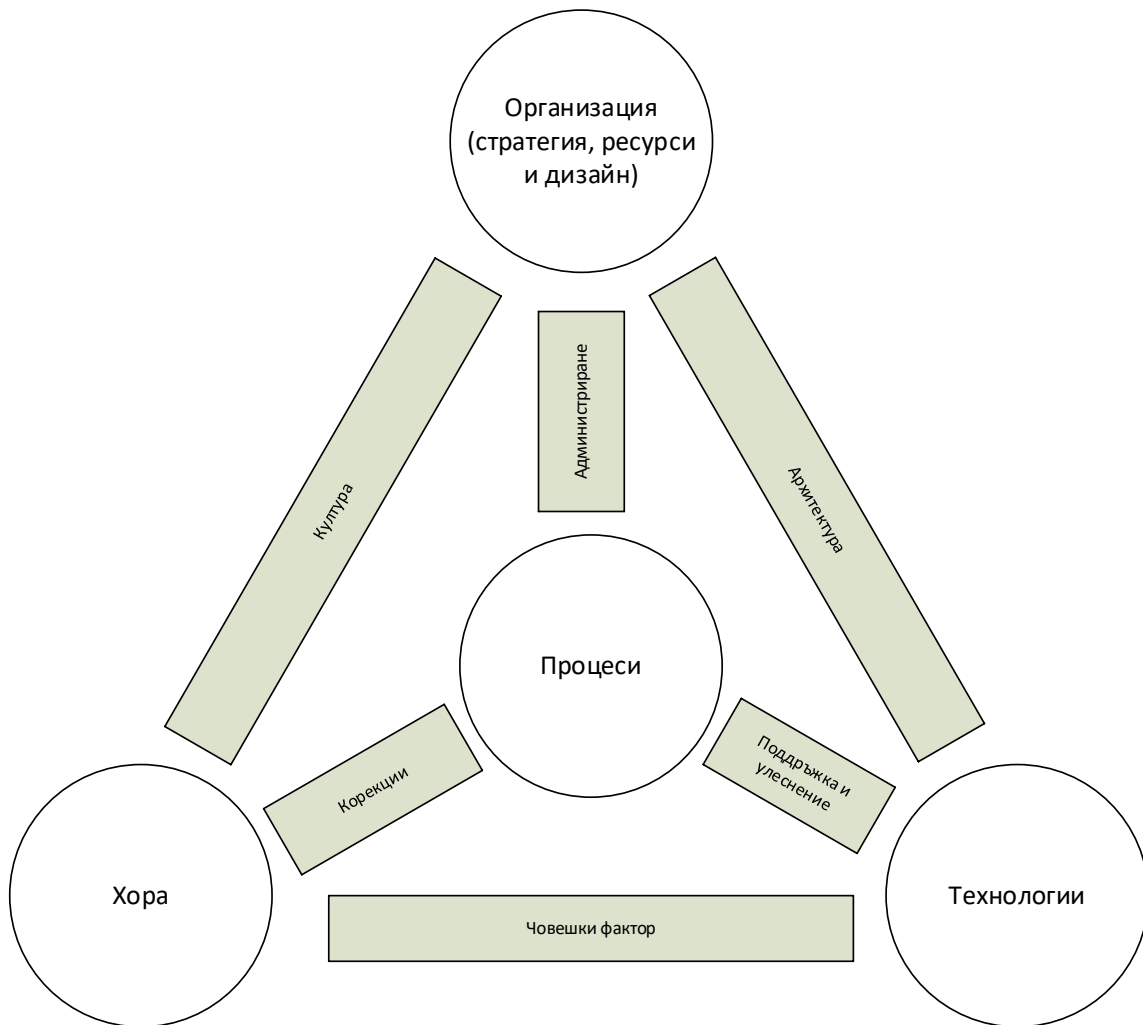 Организация
(стратегия, ресурси
и дизайн)
Администриране
Култура
Архитектура
Процеси
Корекции
Поддръжка и
улеснение
Хора
Технологии
Човешки фактор